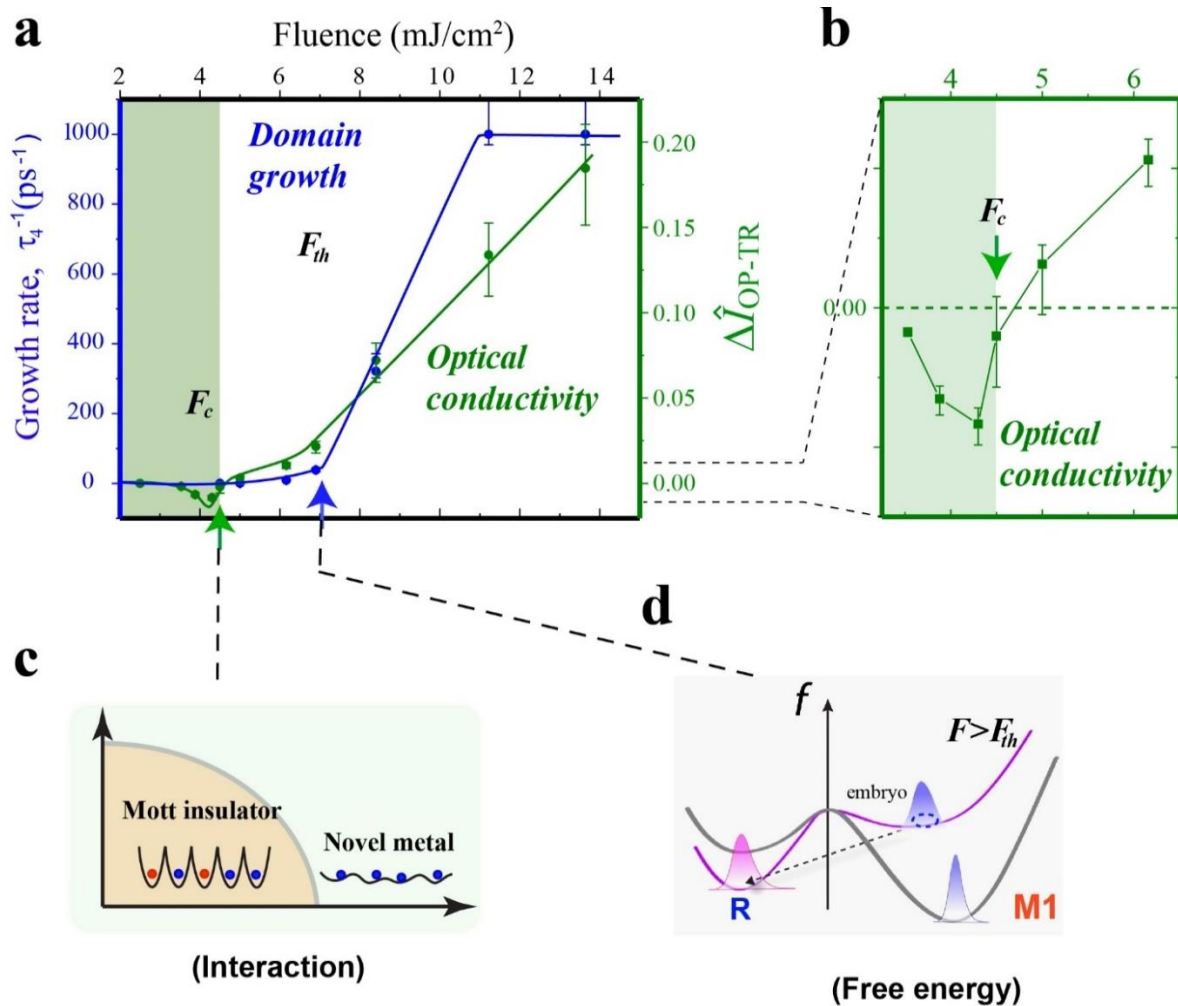 a
Fluence (mJ/cm²)
2 4 6 8 10 12 14
Growth rate, τ₄⁻¹(ps⁻¹)
1000
800
600
400
200
0
Domain
growth
F_th
F_c
Optical
conductivity
0.20
0.15
0.10
0.05
0.00
ΔÎ_OP-TR
b
4 5 6
F_c
0.00
Optical
conductivity
c
Mott insulator
Novel metal
(Interaction)
d
f
F>F_th
embryo
R
M1
(Free energy)